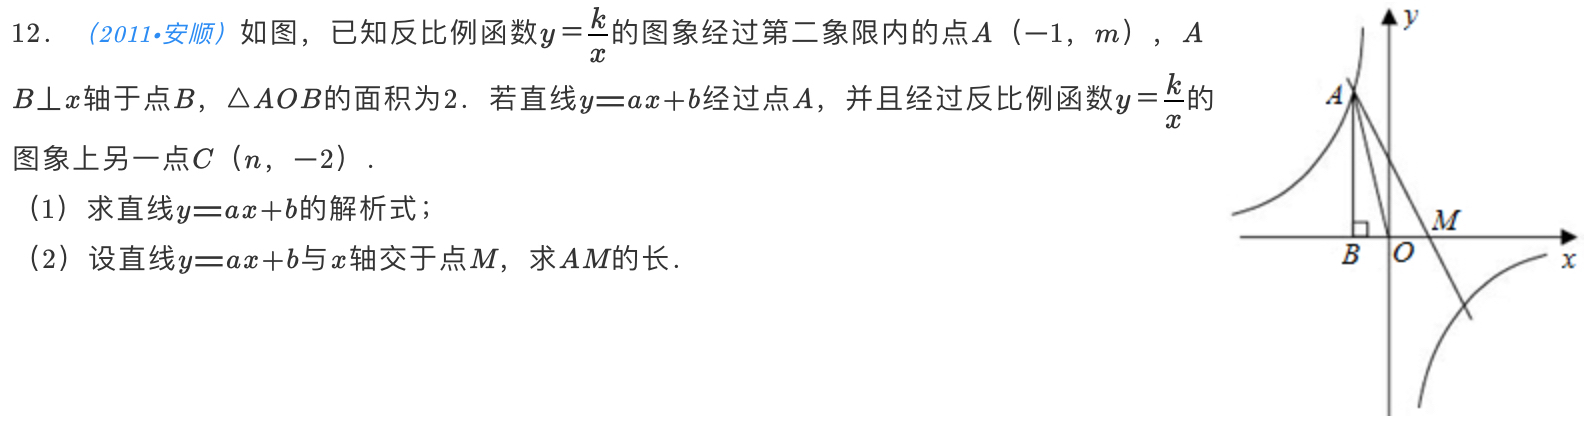 12. （2011•安顺）如图，已知反比例函数y=k/x的图象经过第二象限内的点A（−1，m），A
B⊥x轴于点B，△AOB的面积为2．若直线y=ax+b经过点A，并且经过反比例函数y=k/x的
图象上另一点C（n，−2）．
（1）求直线y=ax+b的解析式；
（2）设直线y=ax+b与x轴交于点M，求AM的长．
y
A
M
B
O
x